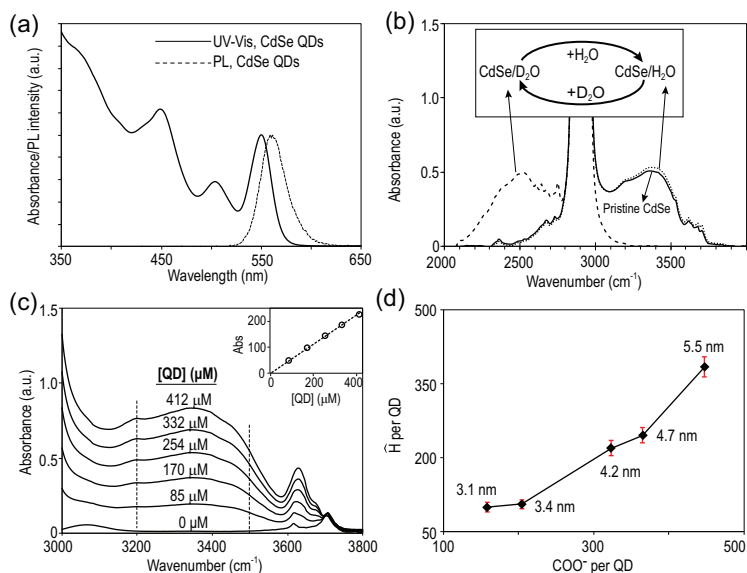 (a)
UV-Vis, CdSe QDs
PL, CdSe QDs
Absorbance/PL intensity (a.u.)
350 450 550 650
Wavelength (nm)
(b)
1.5
1.0
0.5
0.0
Absorbance (a.u.)
+H₂O
CdSe/D₂O CdSe/H₂O
+D₂O
Pristine CdSe
2000 2500 3000 3500 4000
Wavenumber (cm⁻¹)
(c)
1.5
1.0
0.5
0.0
Absorbance (a.u.)
[QD] (μM)
412 μM
332 μM
254 μM
170 μM
85 μM
0 μM
200
100
0
Abs
0 200 400
[QD] (μM)
3000 3200 3400 3600 3800
Wavenumber (cm⁻¹)
(d)
500
350
200
50
Ĥ per QD
5.5 nm
4.7 nm
4.2 nm
3.1 nm
3.4 nm
100 200 300 400 500
COO⁻ per QD